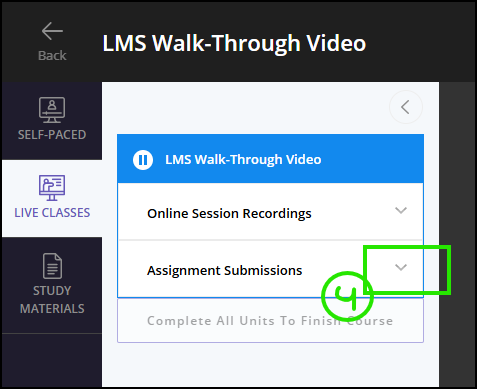 Back
LMS Walk-Through Video
SELF-PACED
LIVE CLASSES
STUDY
MATERIALS
LMS Walk-Through Video
Online Session Recordings
Assignment Submissions
4
Complete All Units To Finish Course